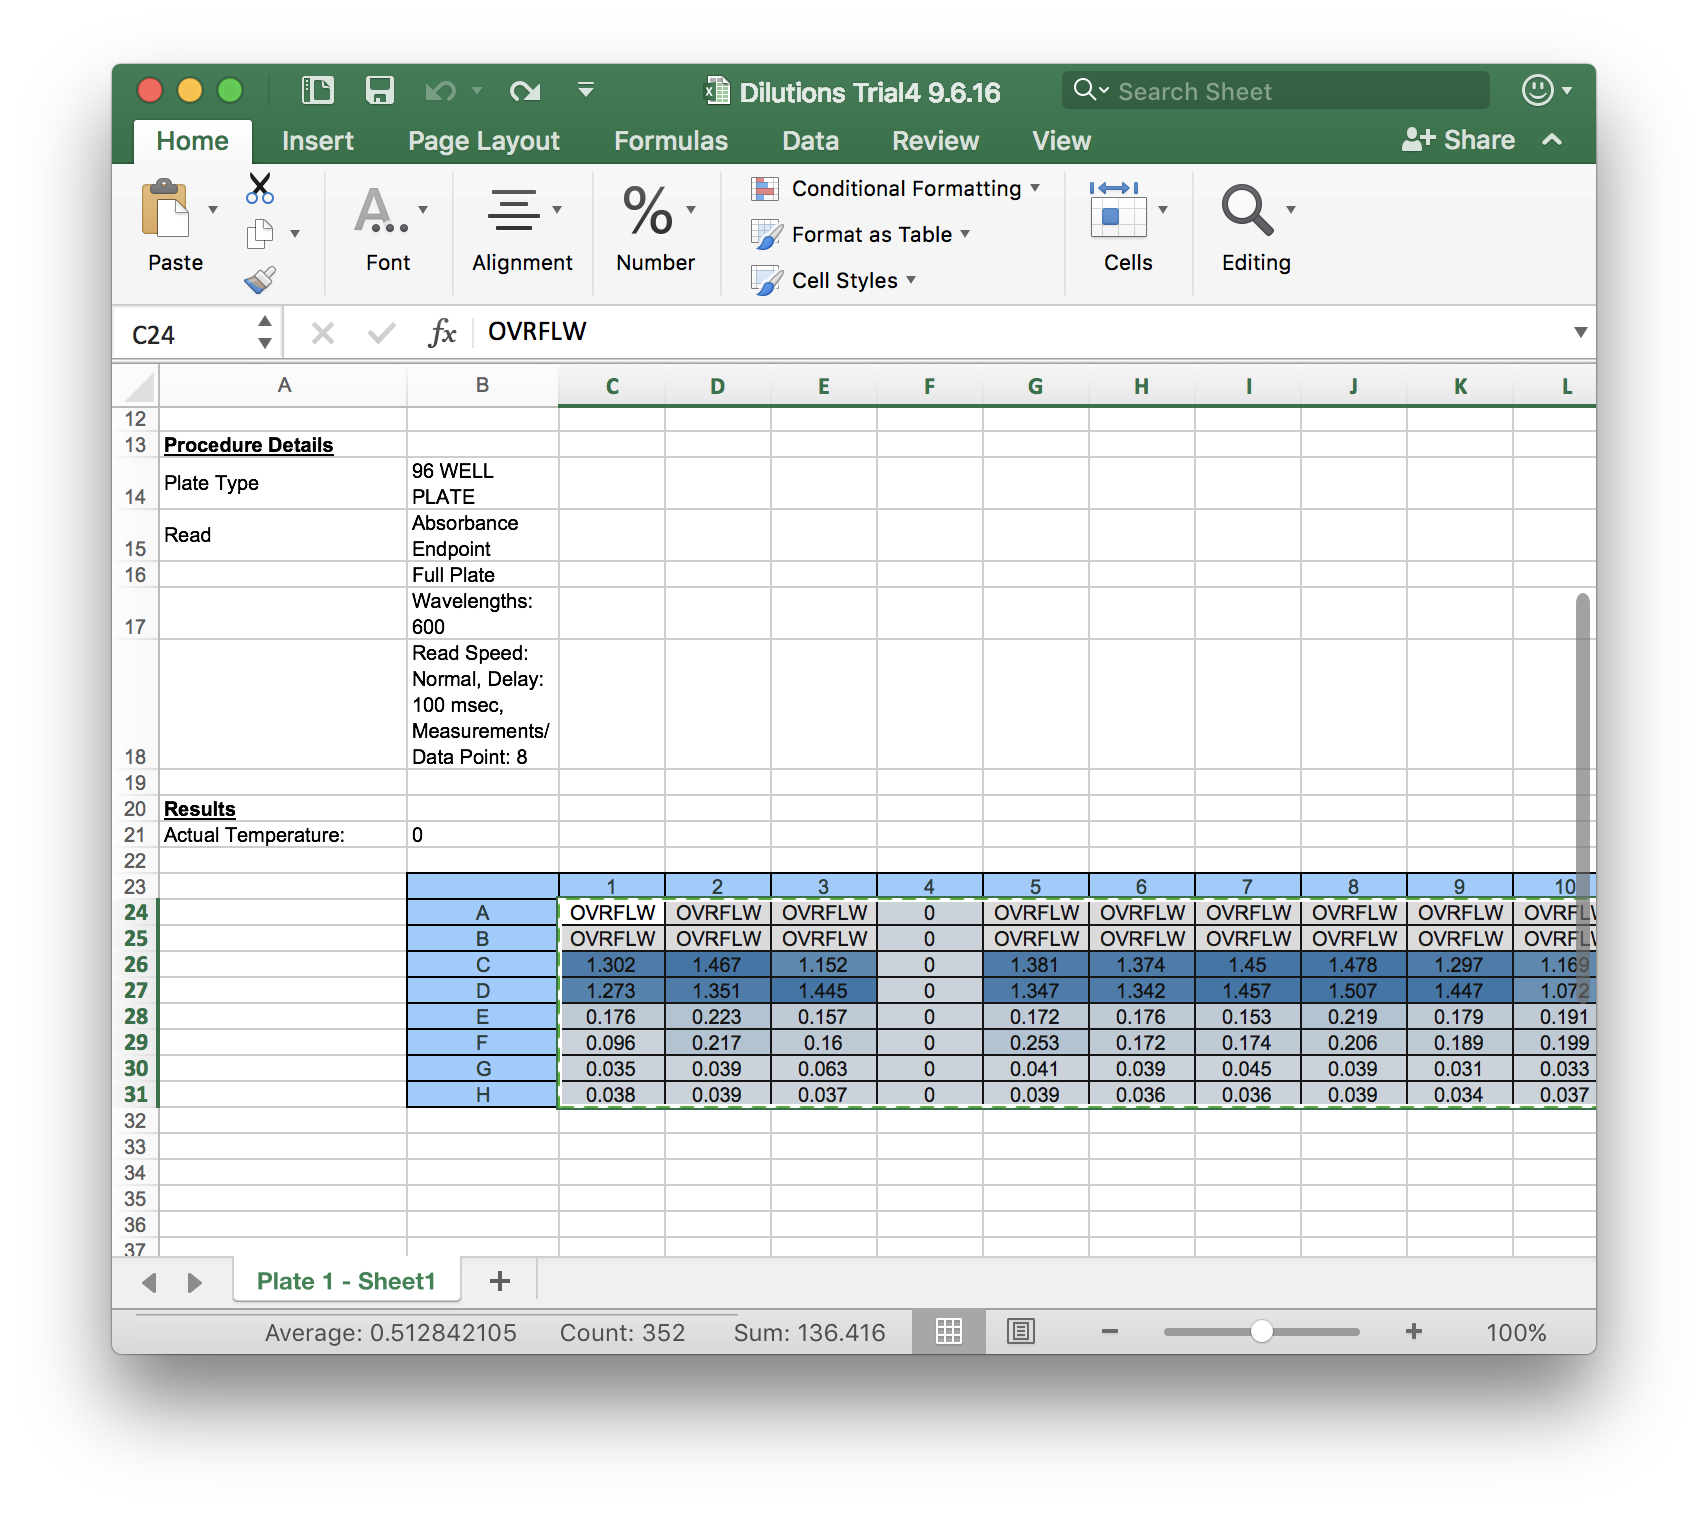 Dilutions Trial4 9.6.16
Search Sheet
Home Insert Page Layout Formulas Data Review View Share
Paste
Font
Alignment
%
Number
Conditional Formatting
Format as Table
Cell Styles
Cells
Editing
C24 fx OVRFLW
A B C D E F G H I J K L
12
13 Procedure Details
14 Plate Type 96 WELL
PLATE
15 Read Absorbance
Endpoint
16 Full Plate
17 Wavelengths:
600
18 Read Speed:
Normal, Delay:
100 msec,
Measurements/
Data Point: 8
19
20 Results
21 Actual Temperature: 0
22
23 1 2 3 4 5 6 7 8 9 10
24 A OVRFLW OVRFLW OVRFLW 0 OVRFLW OVRFLW OVRFLW OVRFLW OVRFLW OVRFLW
25 B OVRFLW OVRFLW OVRFLW 0 OVRFLW OVRFLW OVRFLW OVRFLW OVRFLW OVRFLW
26 C 1.302 1.467 1.152 0 1.381 1.374 1.45 1.478 1.297 1.169
27 D 1.273 1.351 1.445 0 1.347 1.342 1.457 1.507 1.447 1.072
28 E 0.176 0.223 0.157 0 0.172 0.176 0.153 0.219 0.179 0.191
29 F 0.096 0.217 0.16 0 0.253 0.172 0.174 0.206 0.189 0.199
30 G 0.035 0.039 0.063 0 0.041 0.039 0.045 0.039 0.031 0.033
31 H 0.038 0.039 0.037 0 0.039 0.036 0.036 0.039 0.034 0.037
32
33
34
35
36
37
Plate 1 - Sheet1
Average: 0.512842105 Count: 352 Sum: 136.416 100%